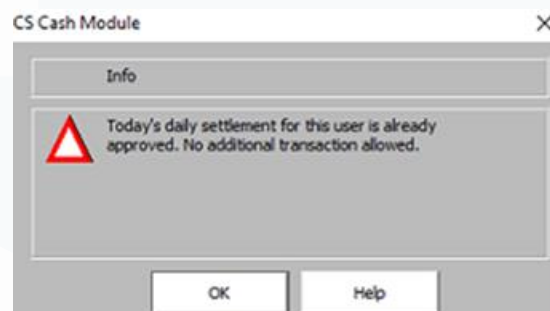 CS Cash Module
Info
Today's daily settlement for this user is already
approved. No additional transaction allowed.
OK
Help